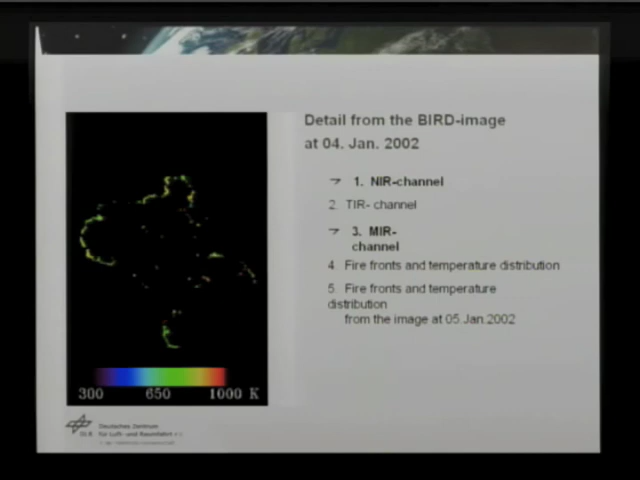 Detail from the BIRD-image
at 04. Jan. 2002
1. NIR-channel
2. TIR- channel
3. MIR-
channel
4. Fire fronts and temperature distribution
5. Fire fronts and temperature
distribution
from the image at 05.Jan.2002
300 650 1000 K
DLR
Deutsches Zentrum
für Luft- und Raumfahrt e.V.